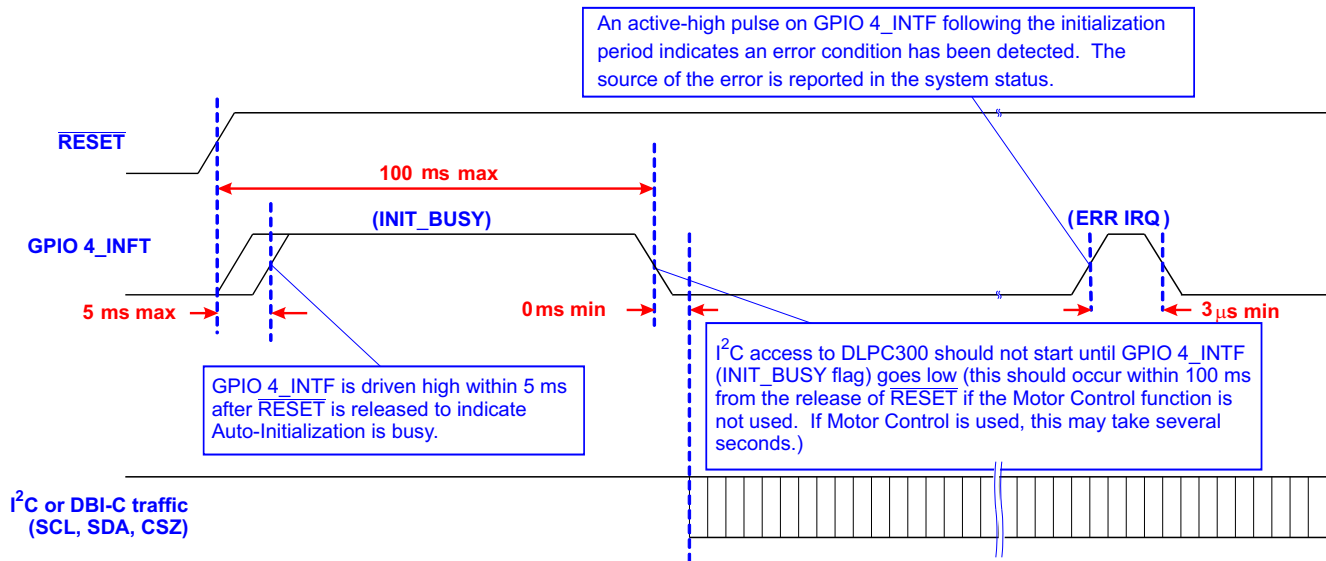 An active-high pulse on GPIO 4_INTF following the initialization
period indicates an error condition has been detected. The
source of the error is reported in the system status.
RESET
100 ms max
(INIT_BUSY)
(ERR IRQ)
GPIO 4_INFT
5 ms max
0 ms min
3 μs min
GPIO 4_INTF is driven high within 5 ms
after RESET is released to indicate
Auto-Initialization is busy.
I²C access to DLPC300 should not start until GPIO 4_INTF
(INIT_BUSY flag) goes low (this should occur within 100 ms
from the release of RESET if the Motor Control function is
not used. If Motor Control is used, this may take several
seconds.)
I²C or DBI-C traffic
(SCL, SDA, CSZ)